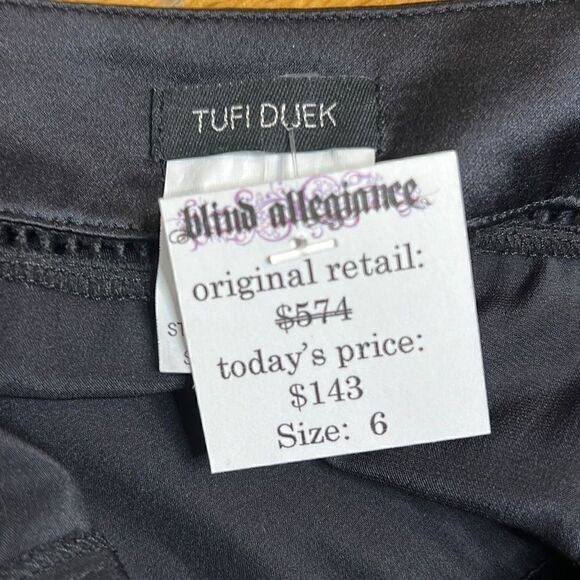 TUFI DUEK
blind allegiance
original retail:
$574
today's price:
$143
Size: 6